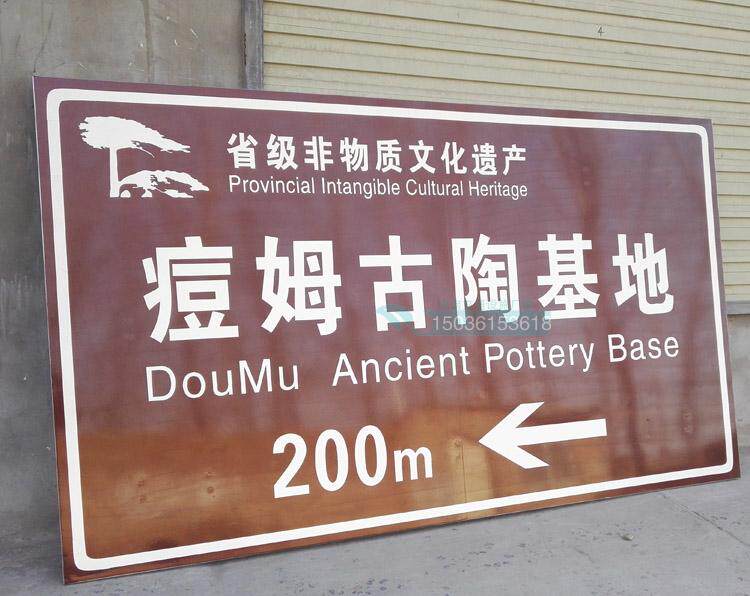 省级非物质文化遗产
Provincial Intangible Cultural Heritage
痘姆古陶基地
15036153618
DouMu Ancient Pottery Base
200m
4